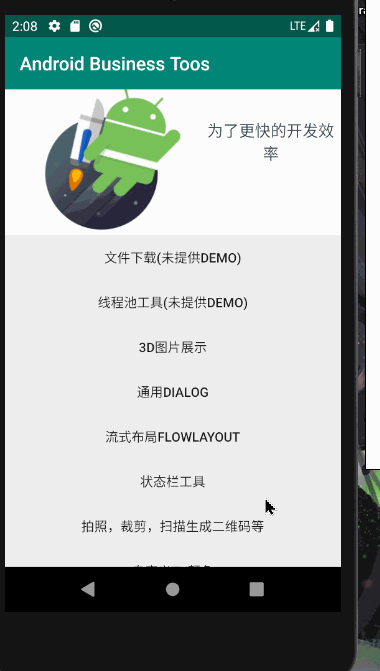 2:08
LTE
Android Business Toos
为了更快的开发效
率
文件下载(未提供DEMO)
线程池工具(未提供DEMO)
3D图片展示
通用DIALOG
流式布局FLOWLAYOUT
状态栏工具
拍照，裁剪，扫描生成二维码等